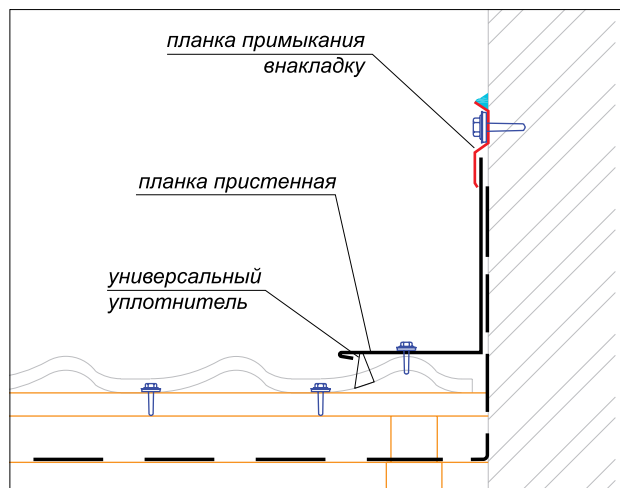 планка примыкания
внакладку
планка пристенная
универсальный
уплотнитель